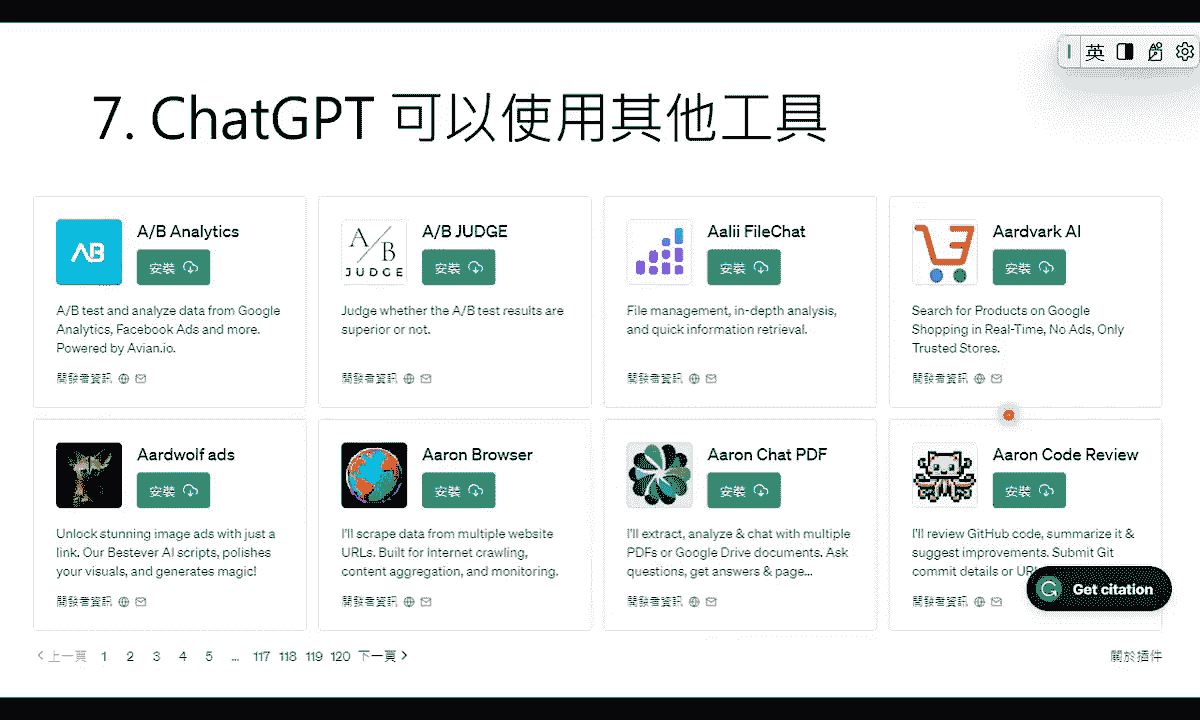 英
7. ChatGPT 可以使用其他工具
AB
A/B Analytics
安裝
A/B test and analyze data from Google
Analytics, Facebook Ads and more.
Powered by Avian.io.
開發者資訊
A/B
JUDGE
A/B JUDGE
安裝
Judge whether the A/B test results are
superior or not.
開發者資訊
Aalii FileChat
安裝
File management, in-depth analysis,
and quick information retrieval.
開發者資訊
Aardvark AI
安裝
Search for Products on Google
Shopping in Real-Time, No Ads, Only
Trusted Stores.
開發者資訊
Aardwolf ads
安裝
Unlock stunning image ads with just a
link. Our Bestever AI scripts, polishes
your visuals, and generates magic!
開發者資訊
Aaron Browser
安裝
I'll scrape data from multiple website
URLs. Built for Internet crawling,
content aggregation, and monitoring.
開發者資訊
Aaron Chat PDF
安裝
I'll extract, analyze & chat with multiple
PDFs or Google Drive documents. Ask
questions, get answers & page...
開發者資訊
Aaron Code Review
安裝
I'll review GitHub code, summarize it &
suggest improvements. Submit Git
commit details or
開發者資訊
Get citation
上一頁 1 2 3 4 5 ... 117 118 119 120 下一頁
關於插件